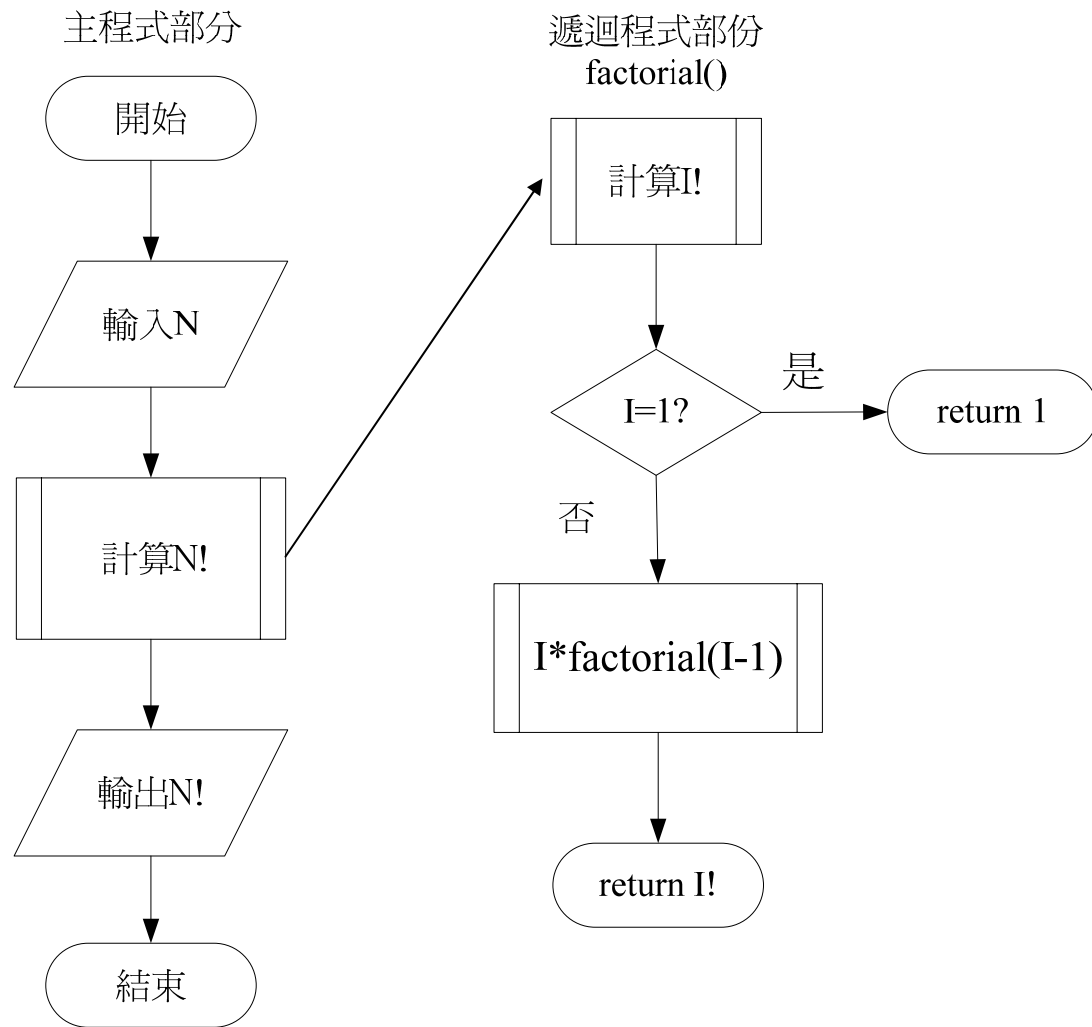 主程式部分
開始
輸入N
計算N!
輸出N!
結束
遞迴程式部份
factorial()
計算I!
I=1?
是
return 1
否
I*factorial(I-1)
return I!